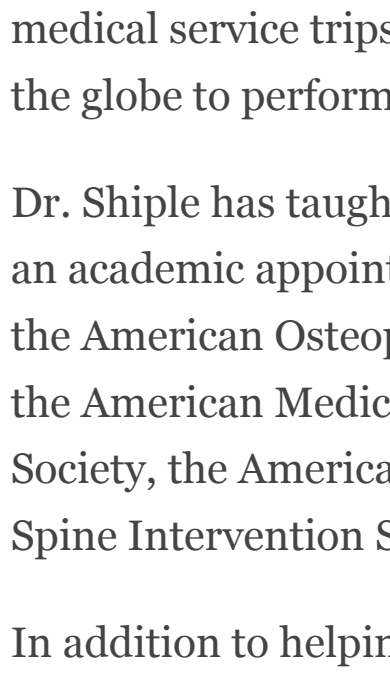 medical service trips
the globe to perform
Dr. Shiple has taugh
an academic appoint
the American Osteop
the American Medic
Society, the America
Spine Intervention S
In addition to helpin